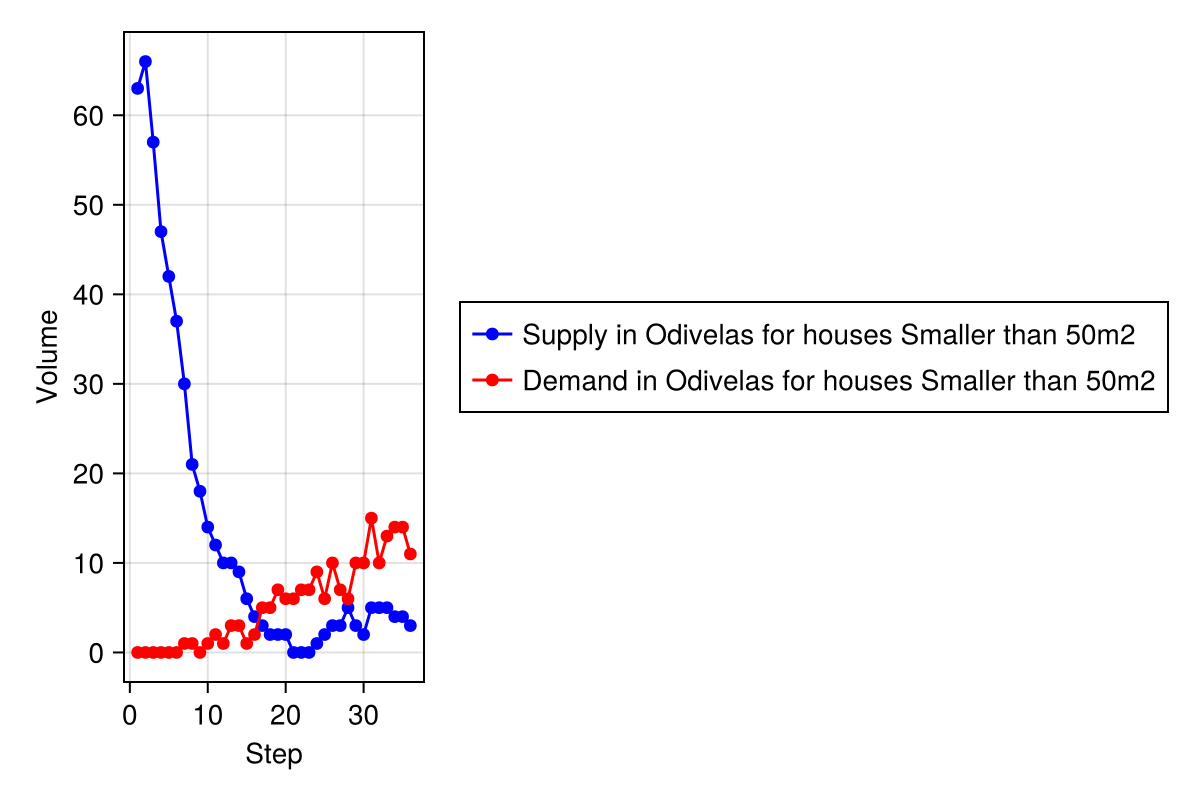 Volume
60
50
40
30
20
10
0
0 10 20 30
Step
Supply in Odivelas for houses Smaller than 50m2
Demand in Odivelas for houses Smaller than 50m2